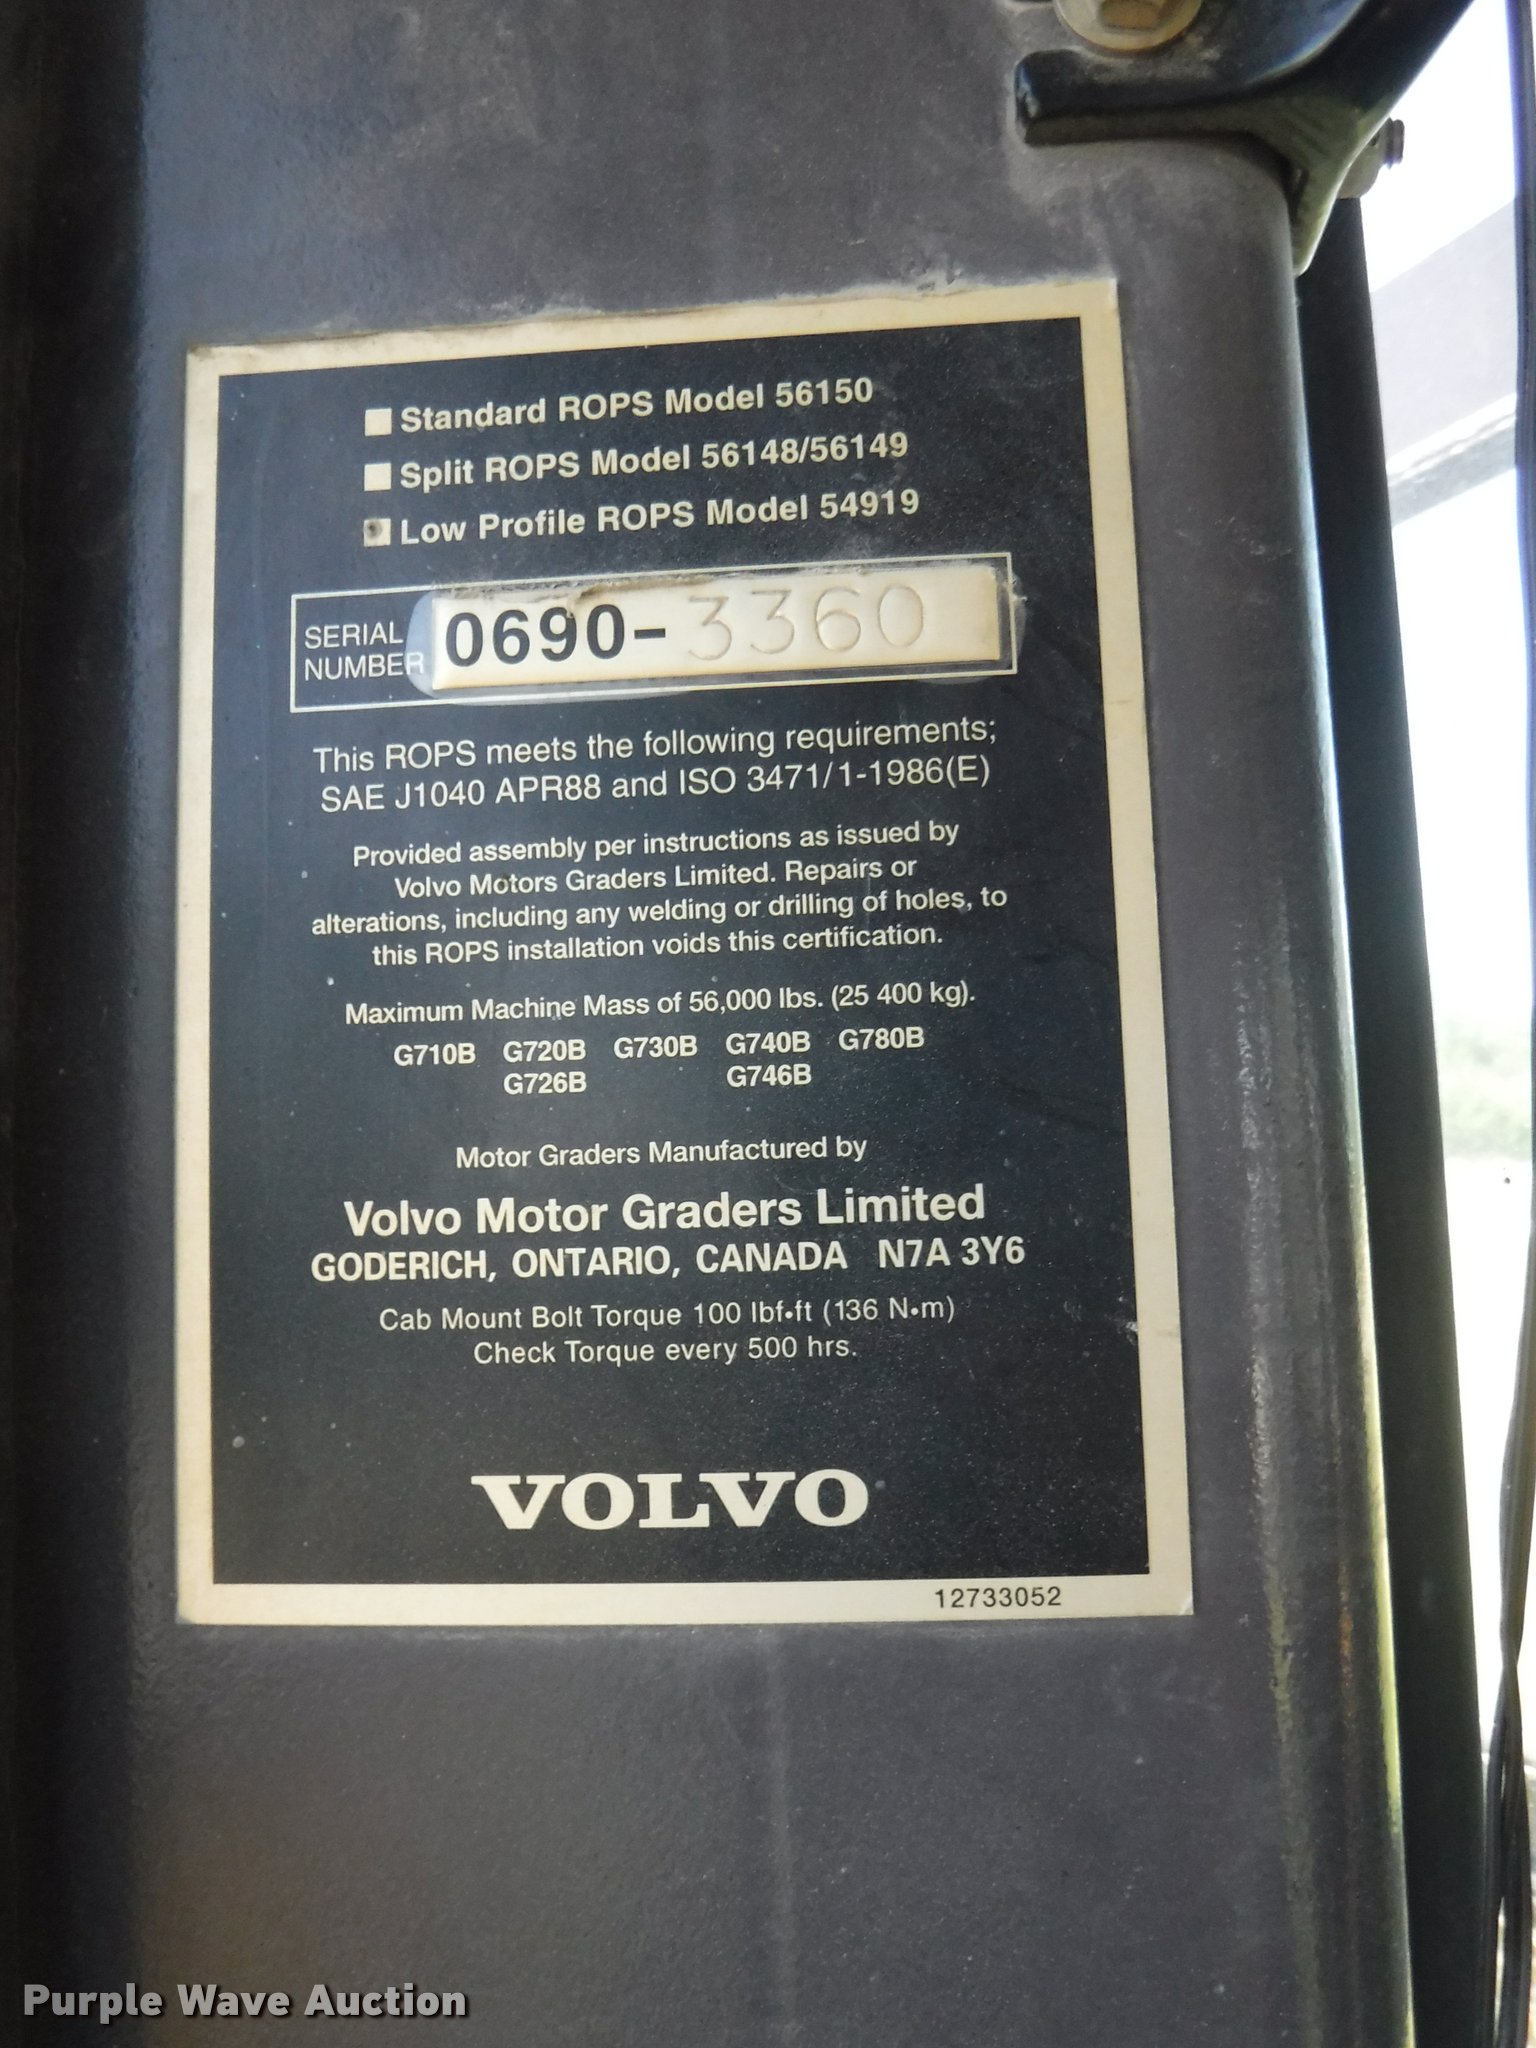 Standard ROPS Model 56150
Split ROPS Model 56148/56149
Low Profile ROPS Model 54919
SERIAL
NUMBER
0690-3360
This ROPS meets the following requirements;
SAE J1040 APR88 and ISO 3471/1-1986(E)
Provided assembly per instructions as issued by
Volvo Motors Graders Limited. Repairs or
alterations, including any welding or drilling of holes, to
this ROPS installation voids this certification.
Maximum Machine Mass of 56,000 lbs. (25 400 kg).
G710B G720B G730B G740B G780B
G726B G746B
Motor Graders Manufactured by
Volvo Motor Graders Limited
GODERICH, ONTARIO, CANADA N7A 3Y6
Cab Mount Bolt Torque 100 lbf•ft (136 N•m)
Check Torque every 500 hrs.
VOLVO
12733052
Purple Wave Auction